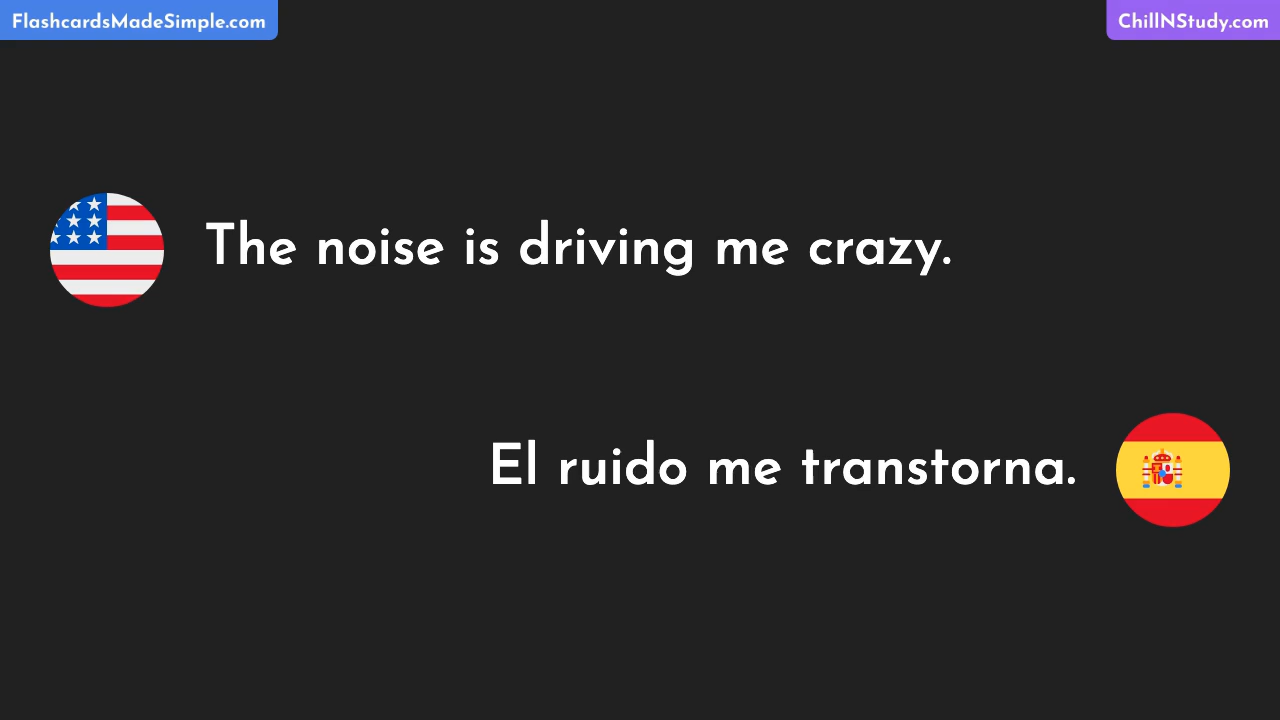 FlashcardsMadeSimple.com
ChillNStudy.com
The noise is driving me crazy.
El ruido me transtorna.